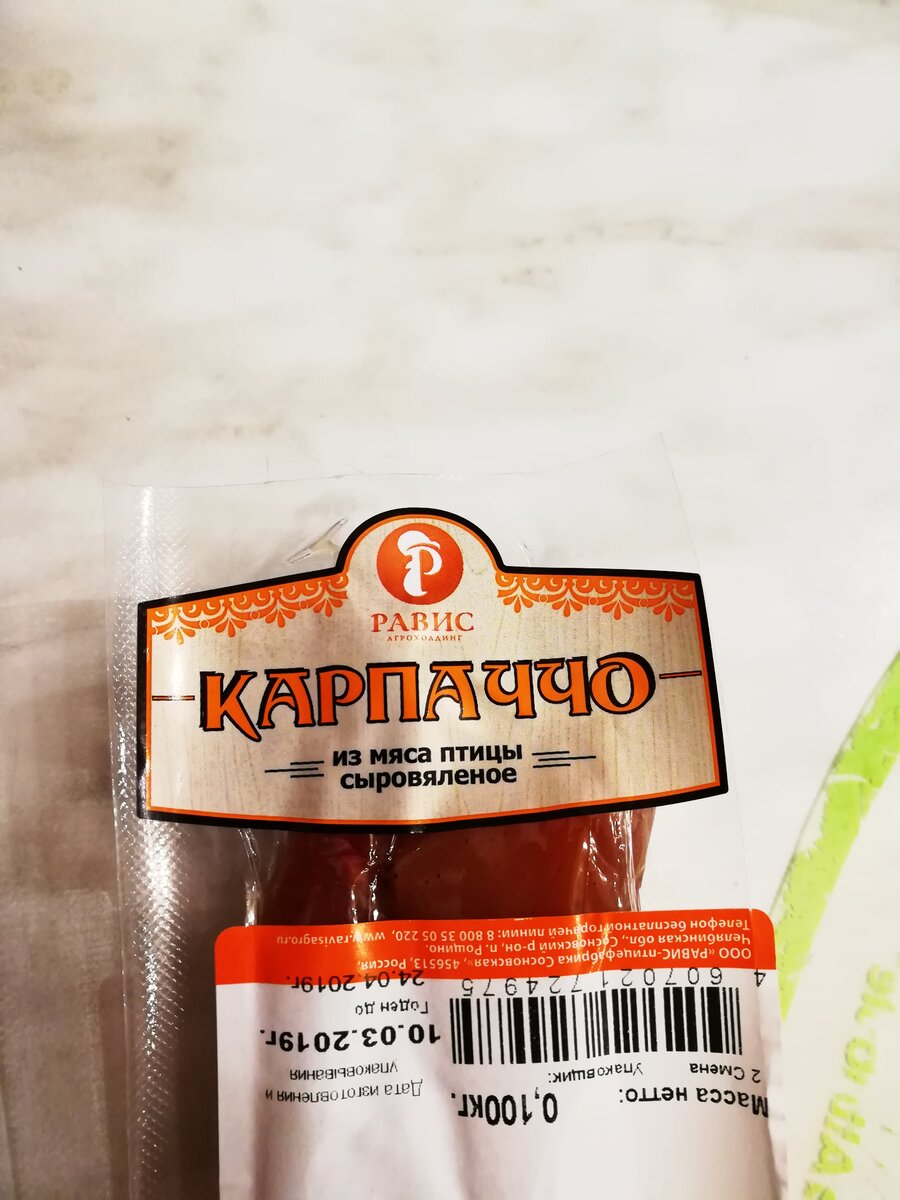 РАВИС
АГРОХОЛДИНГ
КАРПАЧЧО
из мяса птицы
сыровяленое
Масса нетто: 0,100кг.
2 Смена Упаковщик:
Дата изготовления и
упаковывания
10.03.2019г.
Годен до
24.04.2019г.
4 607021 724975
ООО «РАВИС-птицефабрика Сосновская», 456513, Россия,
Челябинская обл., Сосновский р-он, п. Рощино.
Телефон бесплатной горячей линии: 8 800 35 05 220, www.ravisagro.ru